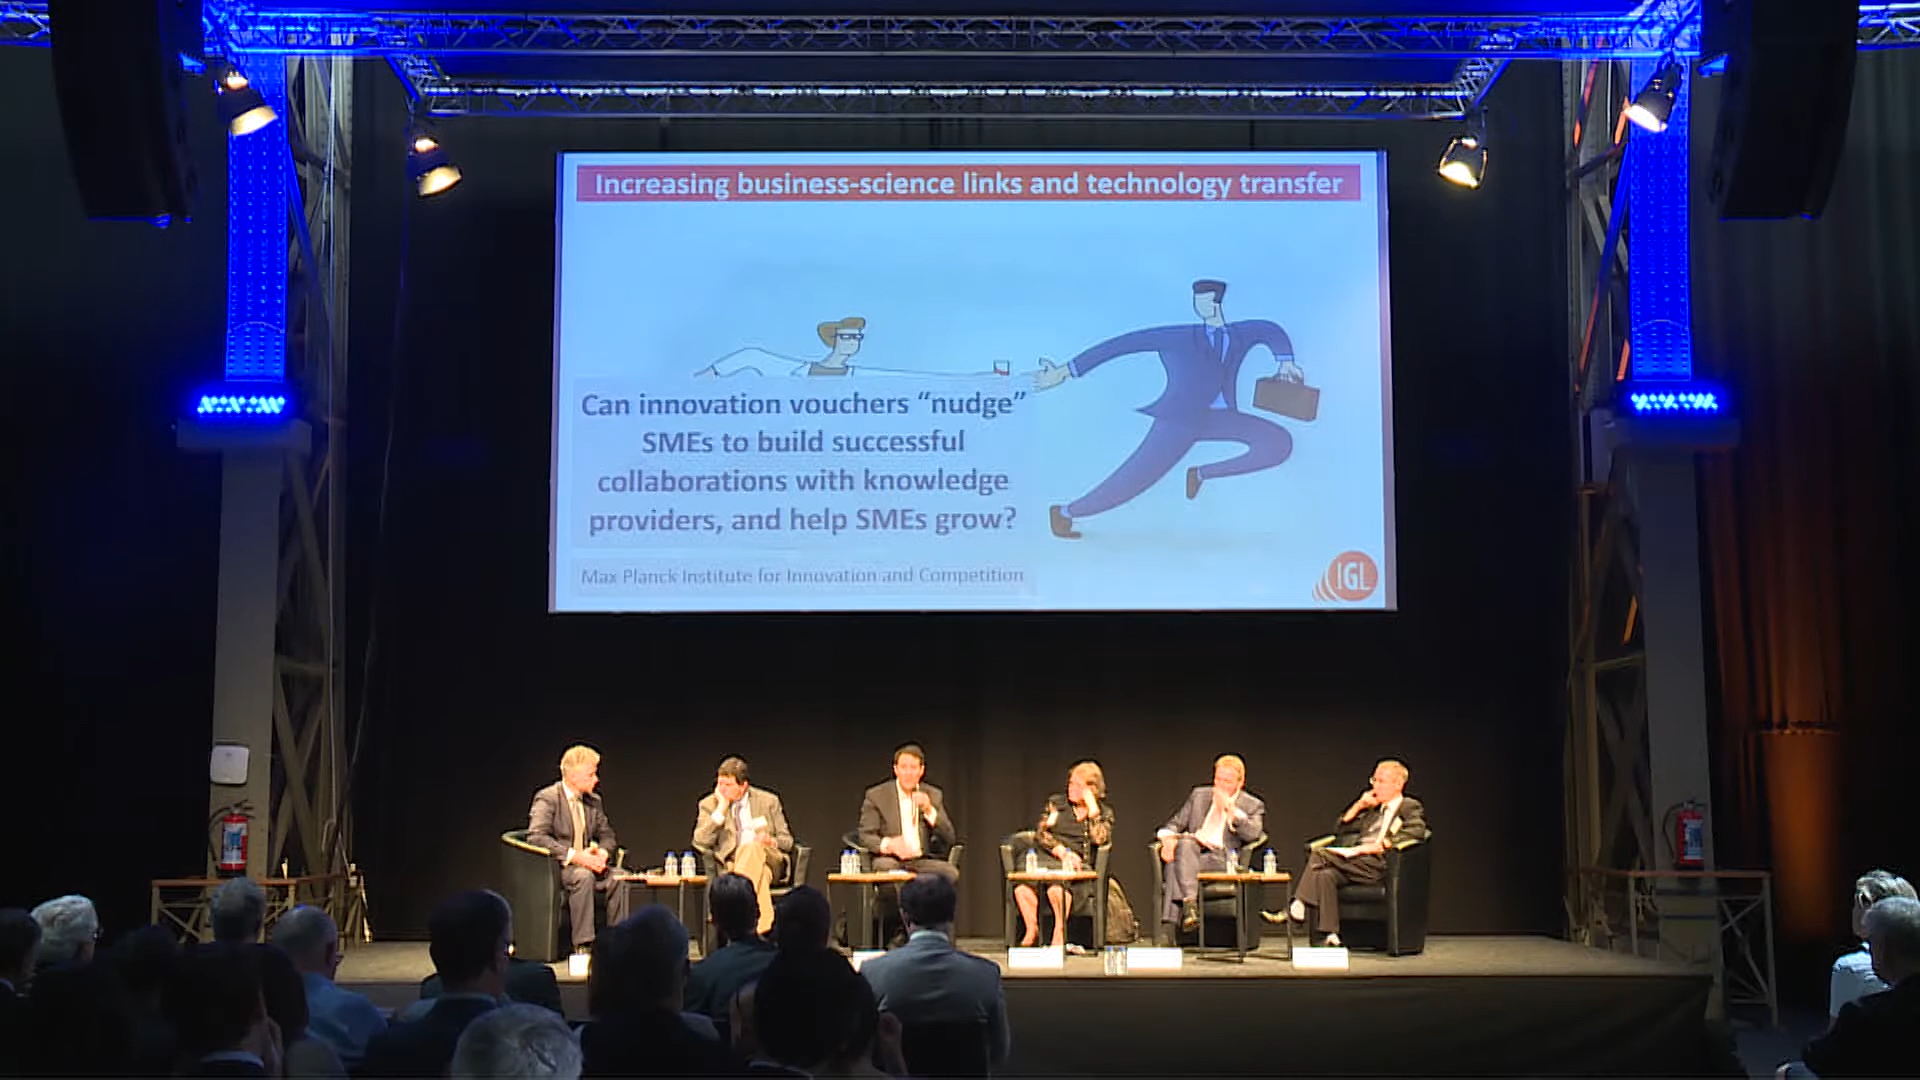 Increasing business-science links and technology transfer
Can innovation vouchers “nudge”
SMEs to build successful
collaborations with knowledge
providers, and help SMEs grow?
Max Planck Institute for Innovation and Competition
IGL